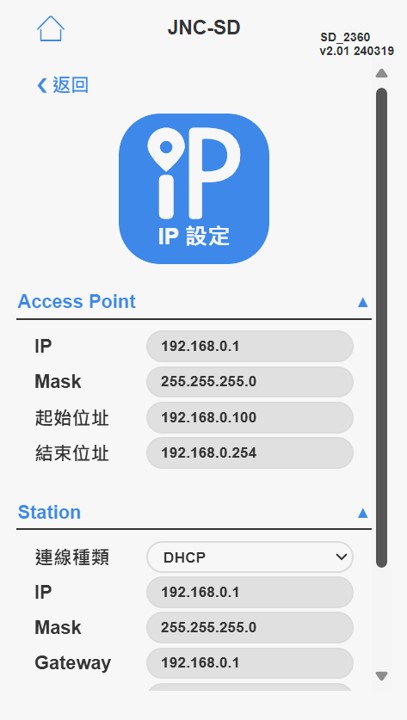 JNC-SD
SD_2360
v2.01 240319
返回
iP
IP 設定
Access Point
IP 192.168.0.1
Mask 255.255.255.0
起始位址 192.168.0.100
結束位址 192.168.0.254
Station
連線種類 DHCP
IP 192.168.0.1
Mask 255.255.255.0
Gateway 192.168.0.1